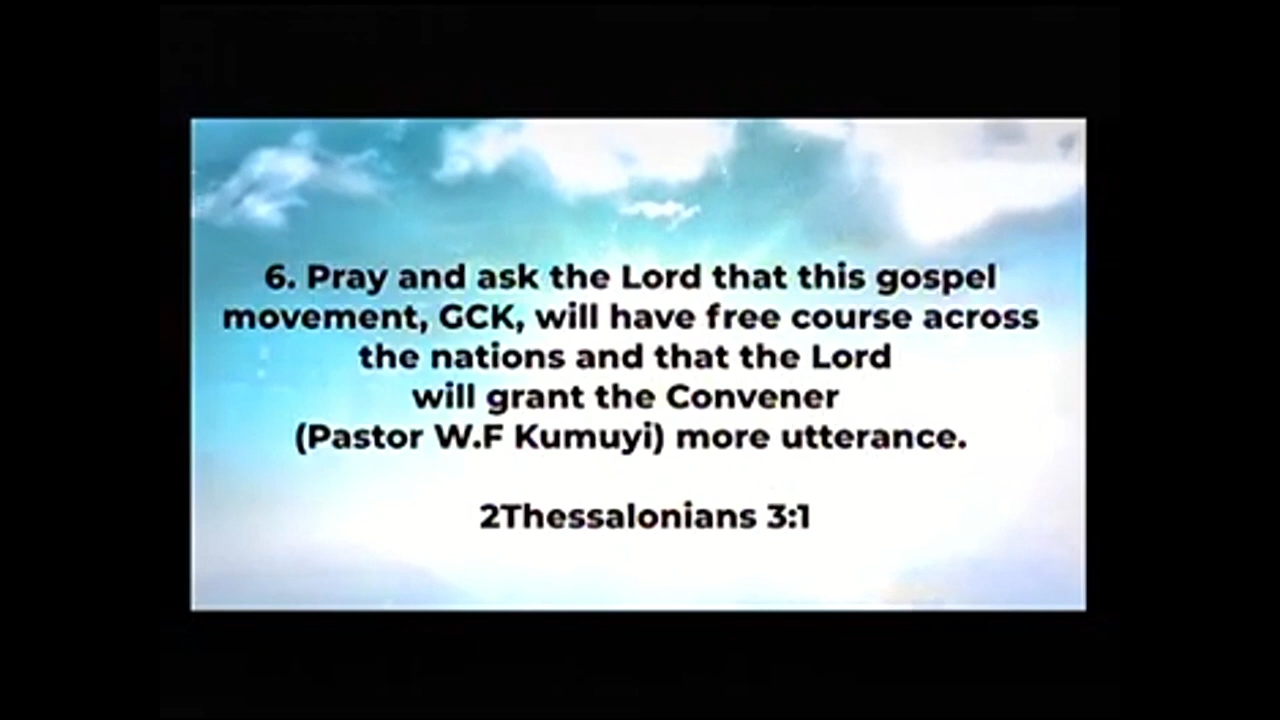 6. Pray and ask the Lord that this gospel
movement, GCK, will have free course across
the nations and that the Lord
will grant the Convener
(Pastor W.F Kumuyi) more utterance.
2Thessalonians 3:1